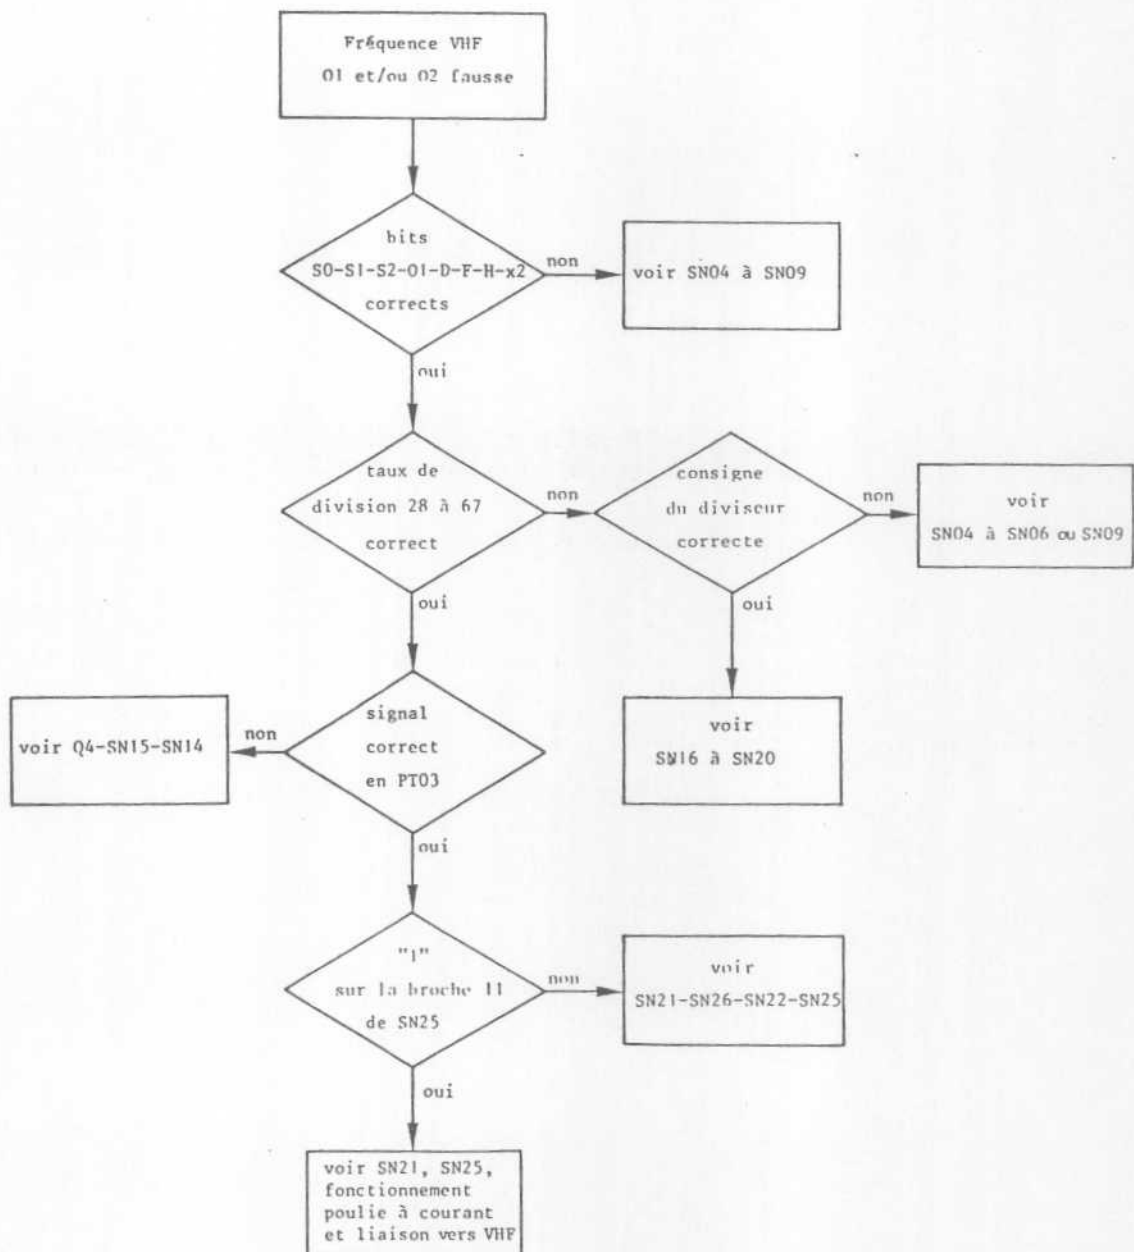 Fréquence VHF
O1 et/ou O2 fausse
bits
S0-S1-S2-O1-D-F-H-x2
corrects
non
voir SN04 à SN09
oui
taux de
division 28 à 67
correct
non
consigne
du diviseur
correcte
non
voir
SN04 à SN06 ou SN09
oui
oui
voir
SN16 à SN20
signal
correct
en PT03
non
voir Q4-SN15-SN14
oui
"1"
sur la broche 11
de SN25
non
voir
SN21-SN26-SN22-SN25
oui
voir SN21, SN25,
fonctionnement
poulie à courant
et liaison vers VHF